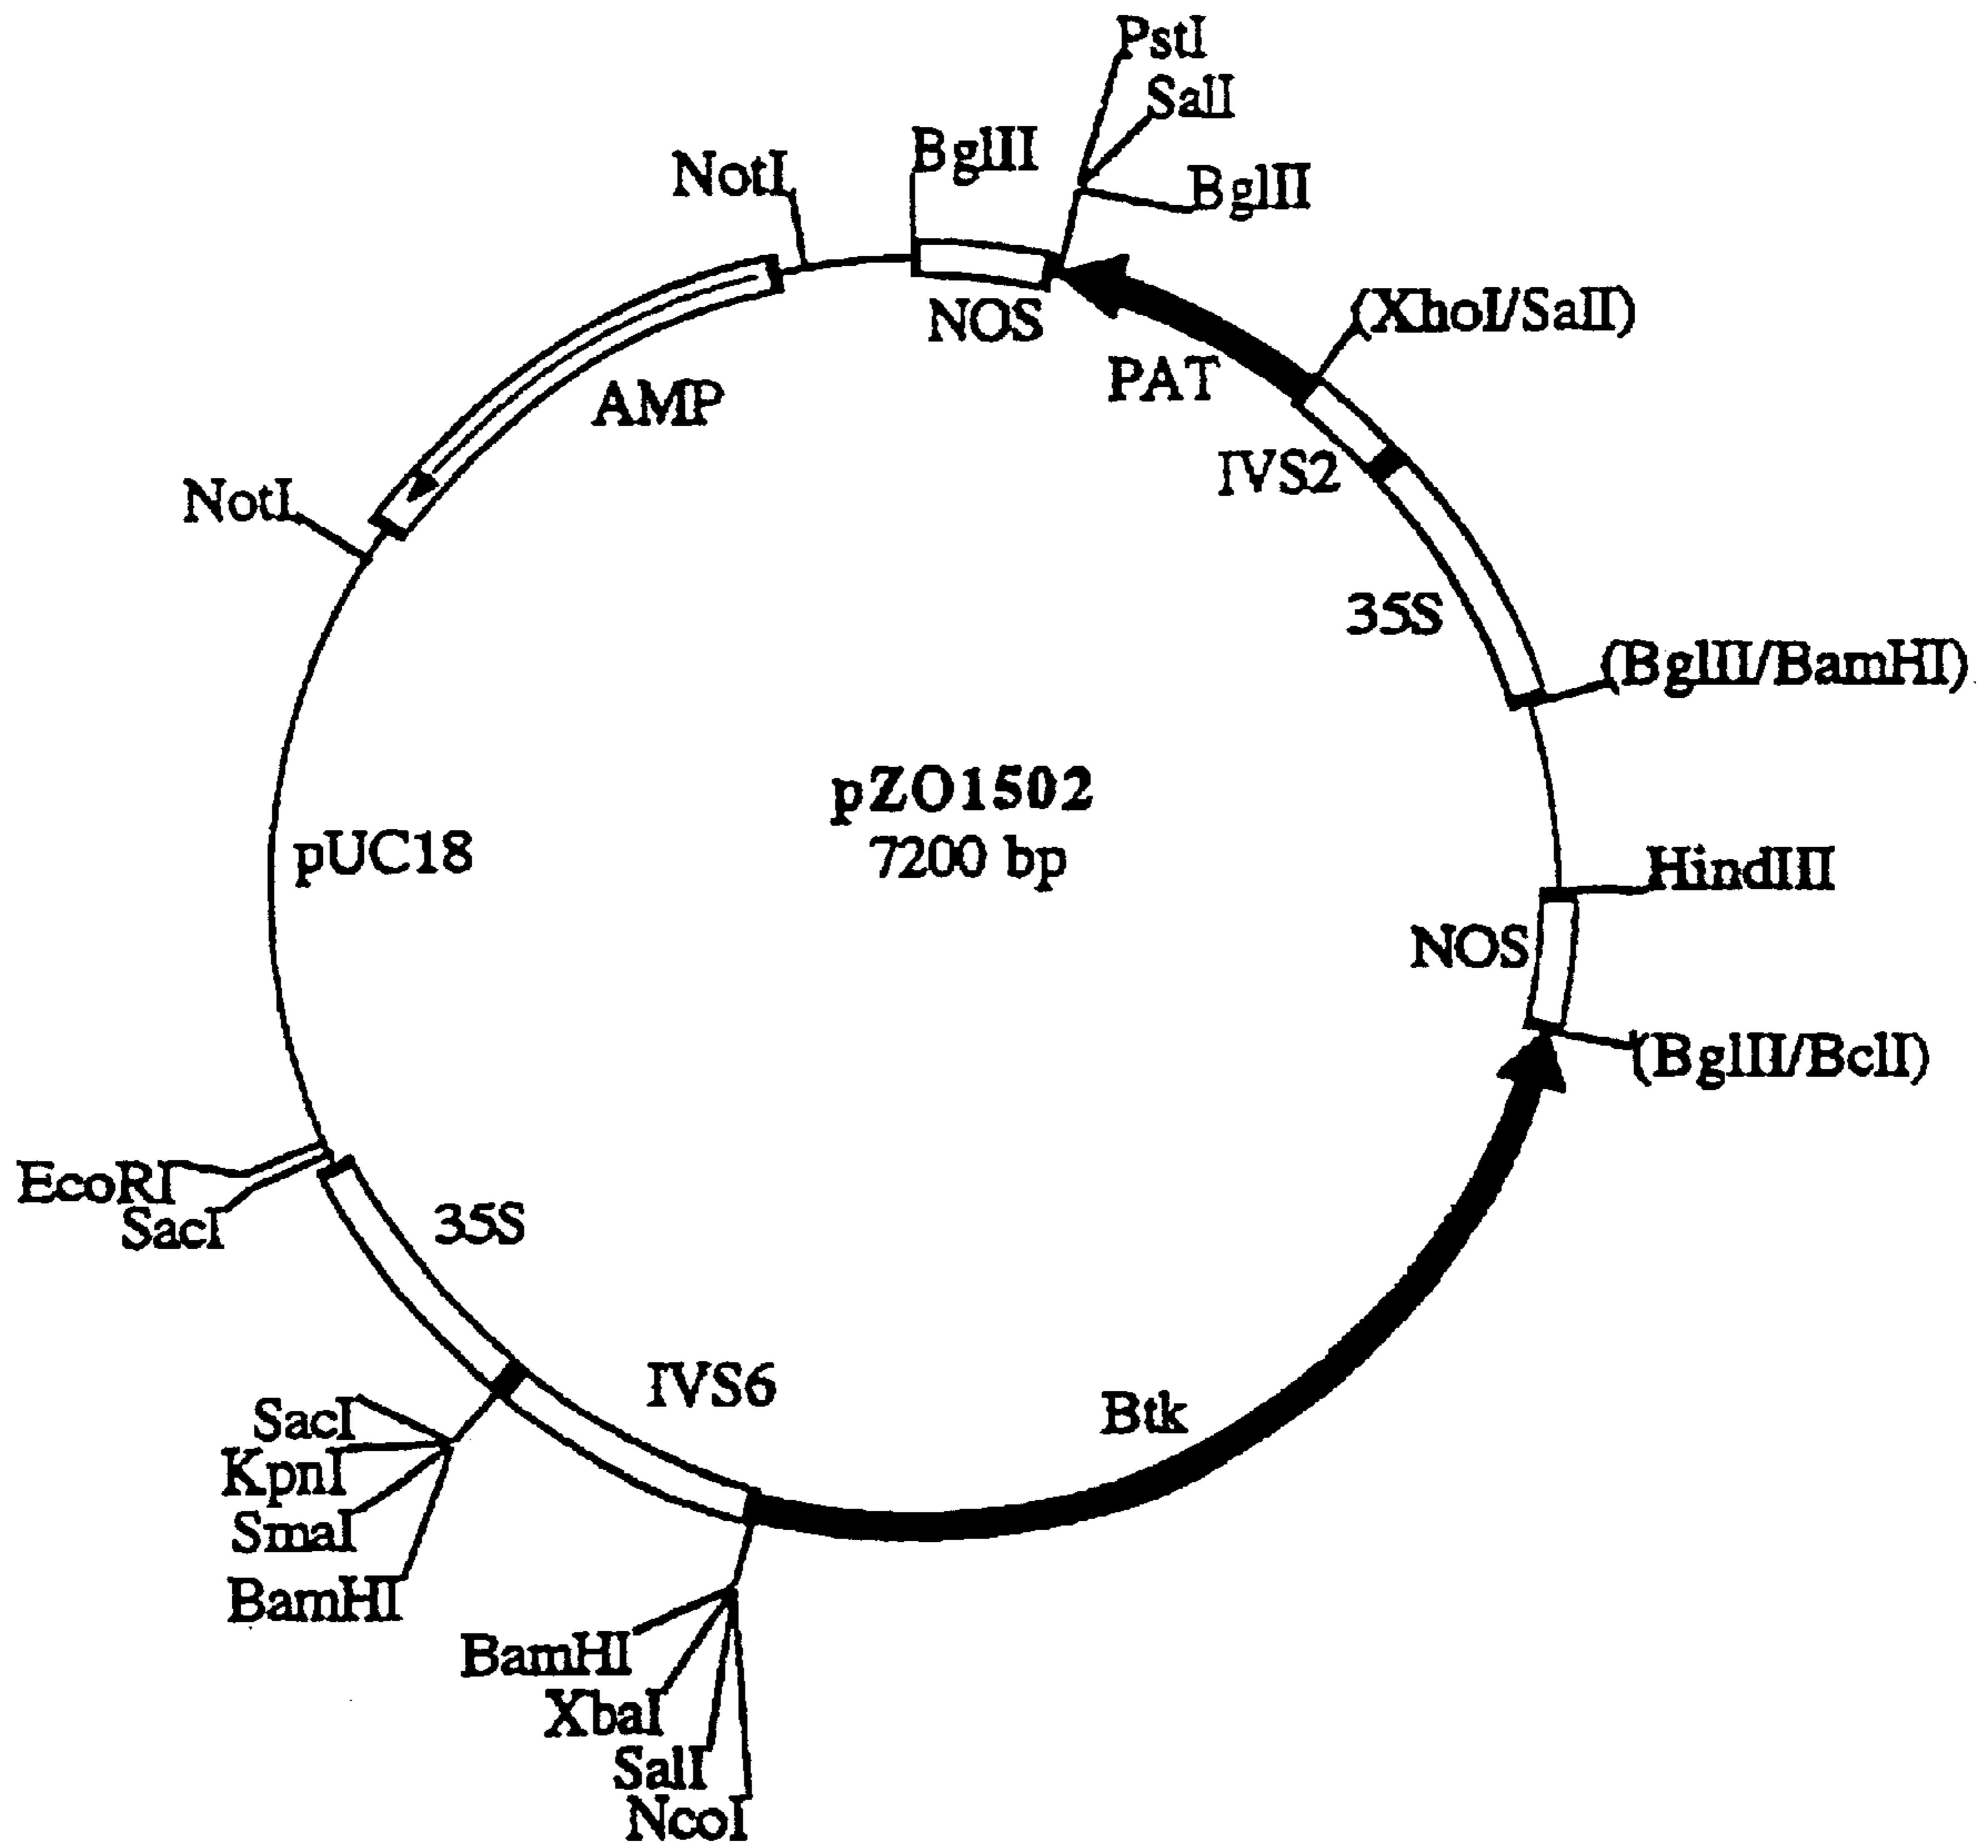 PstI
SalI
BglII
NotI
BglII
NOS
(XhoI/SalI)
PAT
AMP
IVS2
NotI
35S
(BglII/BamHI)
pZO1502
7200 bp
pUC18
HindIII
NOS
(BglII/BclI)
EcoRI
SacI
35S
IVS6
Btk
SacI
KpnI
SmaI
BamHI
BamHI
XbaI
SalI
NcoI